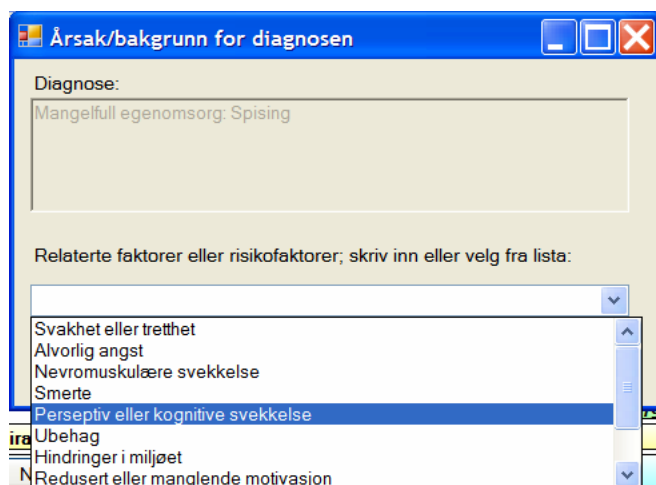 Årsak/bakgrunn for diagnosen
Diagnose:
Mangelfull egenomsorg: Spising
Relaterte faktorer eller risikofaktorer; skriv inn eller velg fra lista:
Svakhet eller tretthet
Alvorlig angst
Nevromuskulære svekkelse
Smerte
Perseptiv eller kognitive svekkelse
Ubehag
Hindringer i miljøet
Redusert eller manglende motivasjon